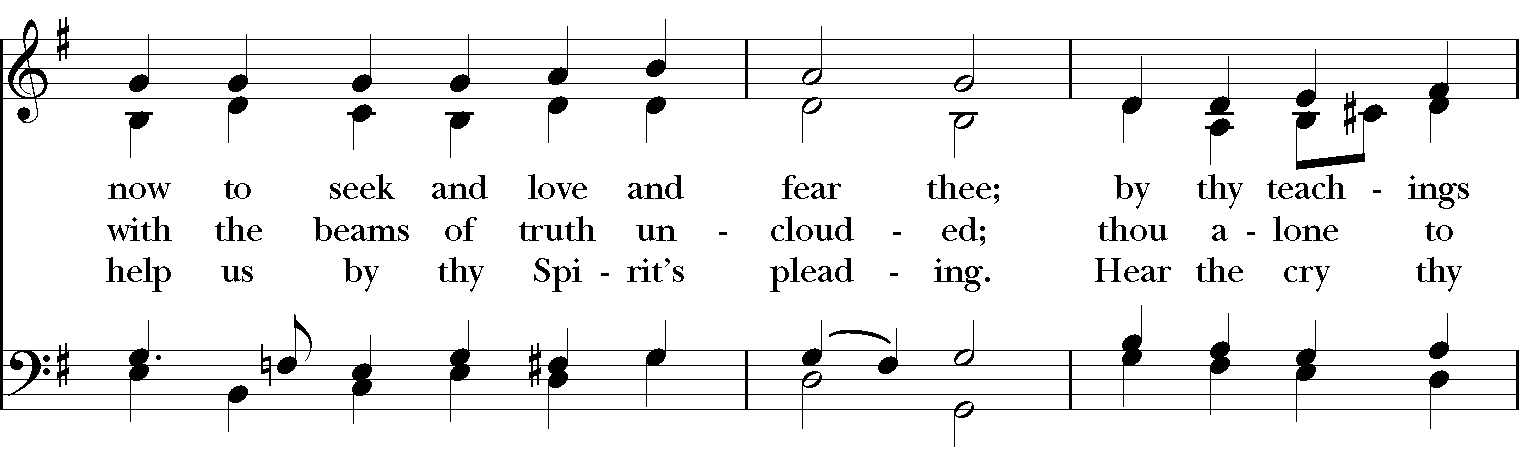 now to seek and love and fear thee; by thy teach - ings
with the beams of truth un - cloud - ed; thou a - lone to
help us by thy Spi - rit's plead - ing. Hear the cry thy